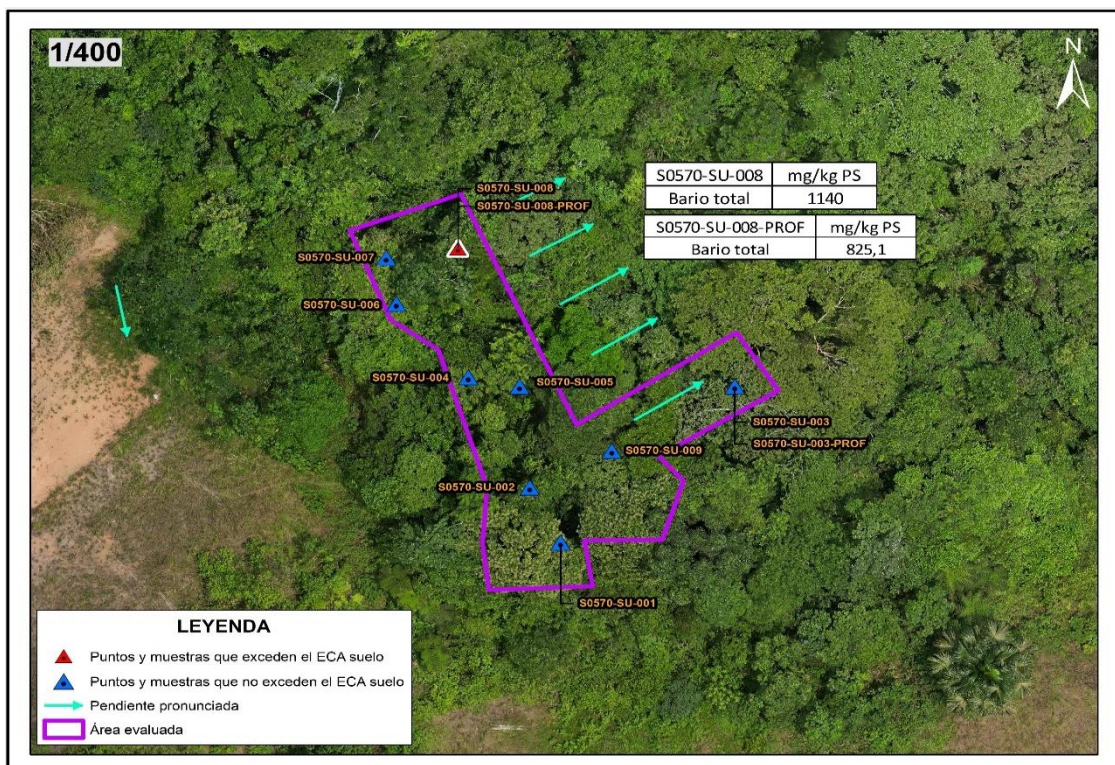 1/400
N
S0570-SU-008 mg/kg PS
Bario total 1140
S0570-SU-008-PROF mg/kg PS
Bario total 825,1
S0570-SU-008
S0570-SU-008-PROF
S0570-SU-007
S0570-SU-006
S0570-SU-004
S0570-SU-005
S0570-SU-003
S0570-SU-003-PROF
S0570-SU-009
S0570-SU-002
S0570-SU-001
LEYENDA
Puntos y muestras que exceden el ECA suelo
Puntos y muestras que no exceden el ECA suelo
Pendiente pronunciada
Área evaluada